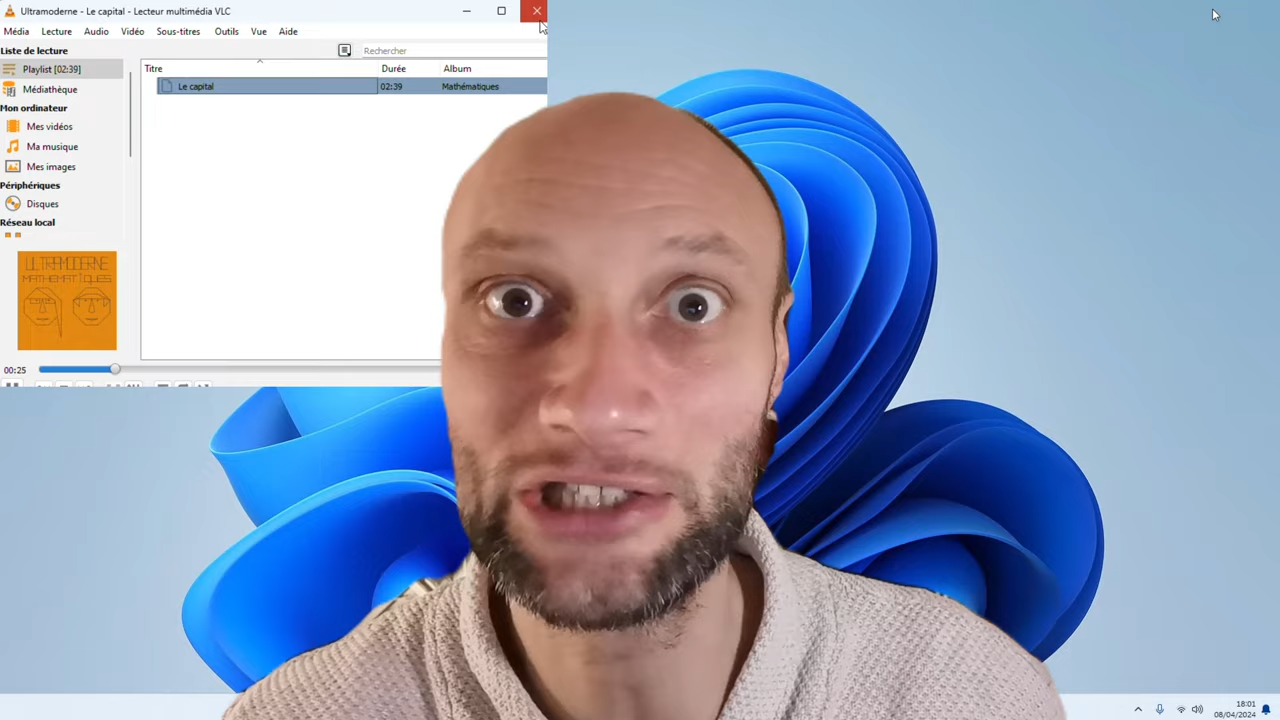 Ultramoderne - Le capital - Lecteur multimédia VLC
Média Lecture Audio Vidéo Sous-titres Outils Vue Aide
Liste de lecture
Rechercher
Playlist [02:39]
Titre Durée Album
Médiathèque
Le capital 02:39 Mathématiques
Mon ordinateur
Mes vidéos
Ma musique
Mes images
Périphériques
Disques
Réseau local
ULTRAMODERNE
MATHEMATIQUES
00:25
18:01
08/04/2024